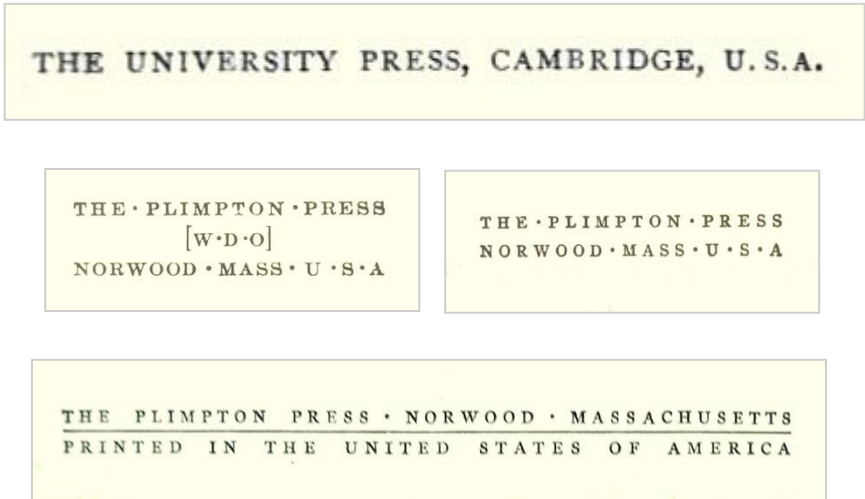 THE UNIVERSITY PRESS, CAMBRIDGE, U. S. A.
THE · PLIMPTON · PRESS
[W·D·O]
NORWOOD · MASS · U · S · A
THE · PLIMPTON · PRESS
NORWOOD · MASS · U · S · A
THE PLIMPTON PRESS · NORWOOD · MASSACHUSETTS
PRINTED IN THE UNITED STATES OF AMERICA